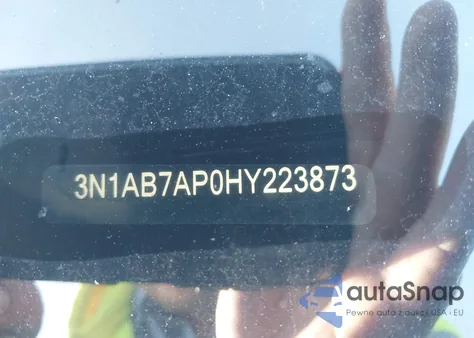 3N1AB7AP0HY223873
autaSnap
Pewne auta z aukcji USA i EU